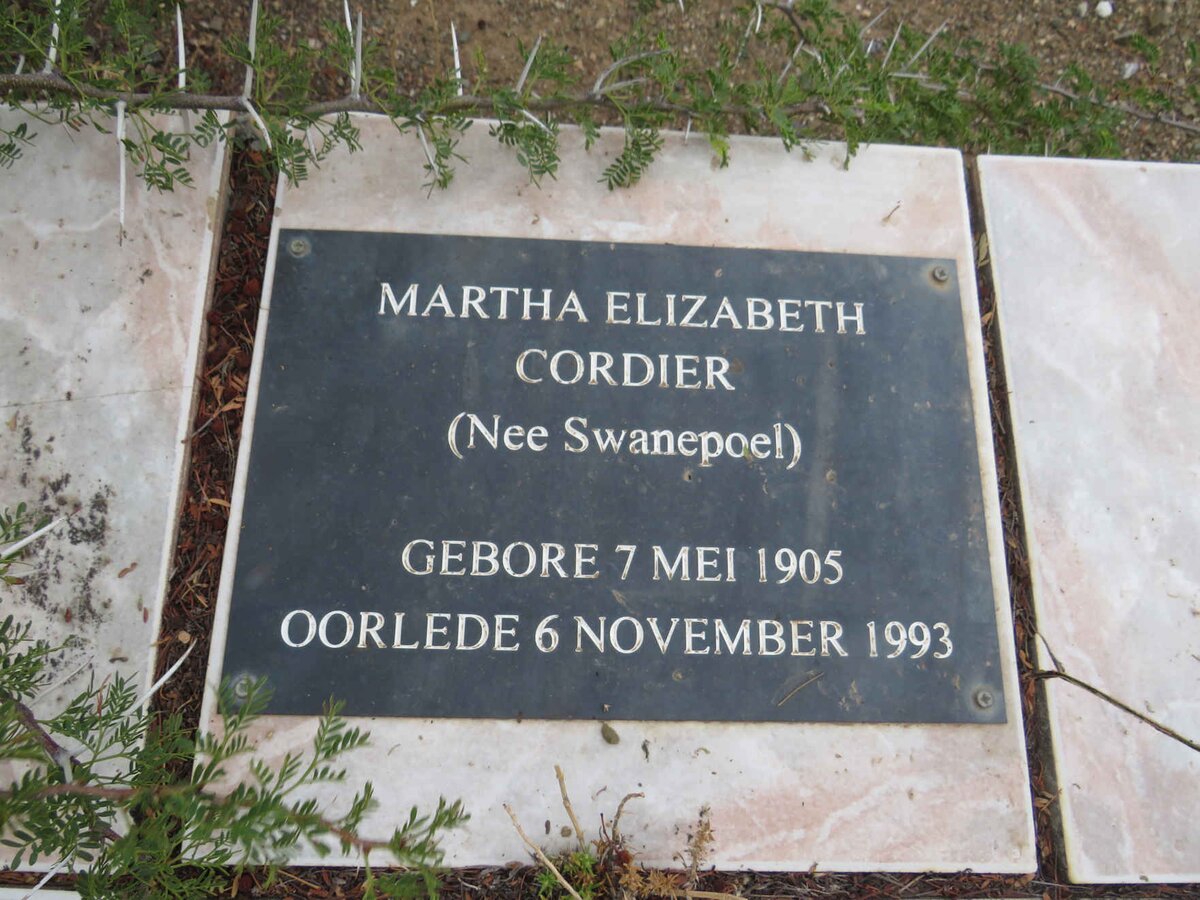 MARTHA ELIZABETH
CORDIER
(Nee Swanepoel)
GEBORE 7 MEI 1905
OORLEDE 6 NOVEMBER 1993